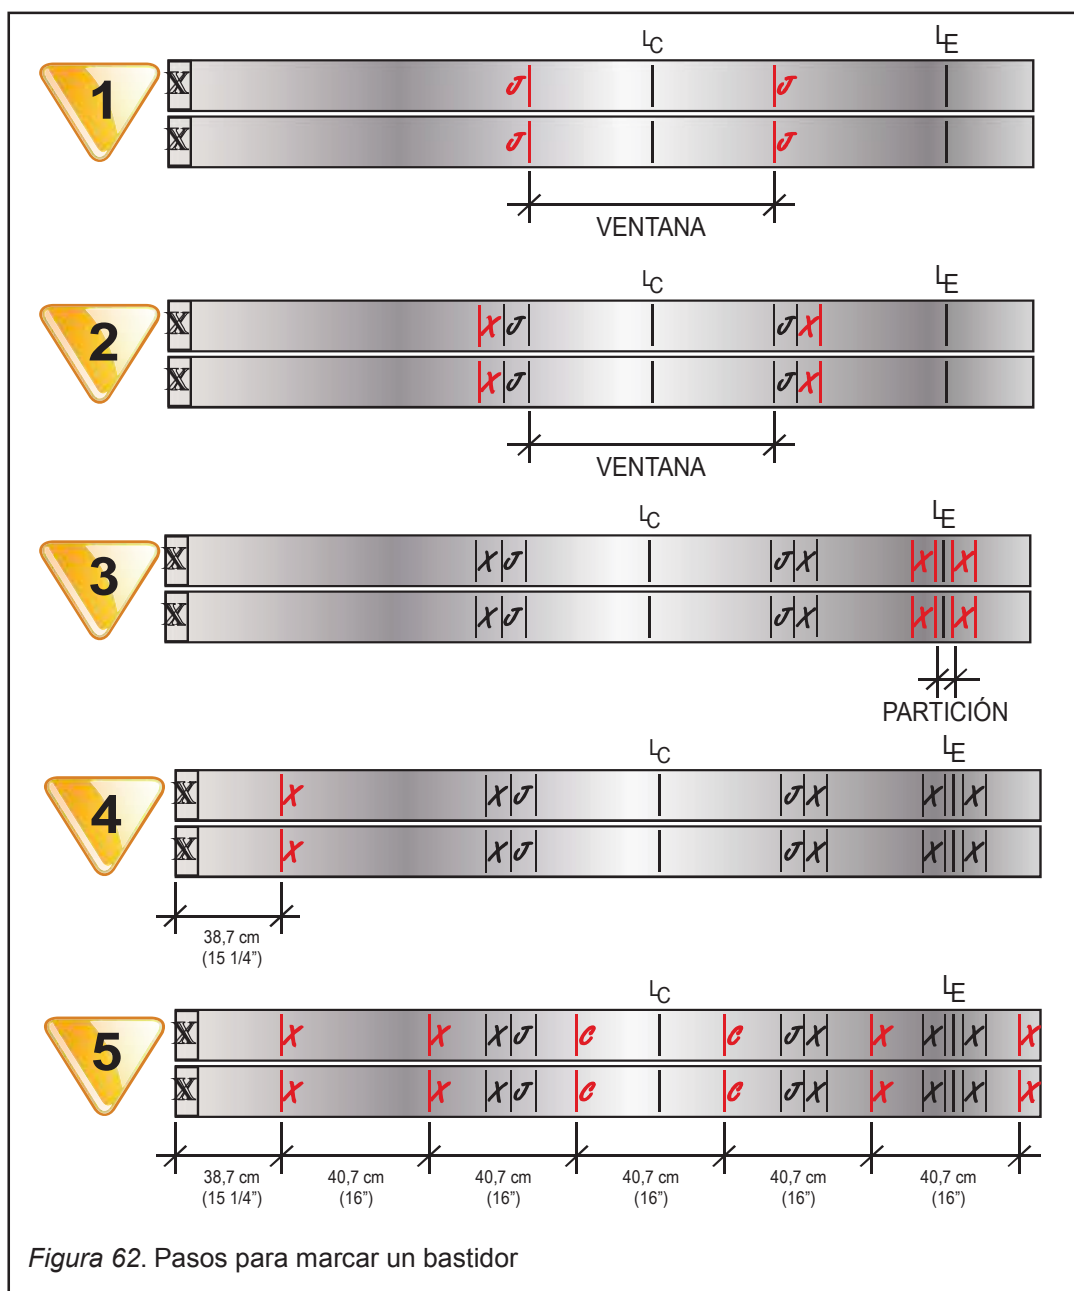 LC LE
1 X J J
X J J
VENTANA
LC LE
2 X X J J X
X X J J X
VENTANA
LC LE
3 X X J J X X X
X X J J X X X
PARTICIÓN
LC LE
4 X X X J J X X X
X X X J J X X X
38,7 cm
(15 1/4”)
LC LE
5 X X X X J C C J X X X X X
X X X X J C C J X X X X X
38,7 cm 40,7 cm 40,7 cm 40,7 cm 40,7 cm 40,7 cm
(15 1/4”) (16”) (16”) (16”) (16”) (16”)
Figura 62. Pasos para marcar un bastidor